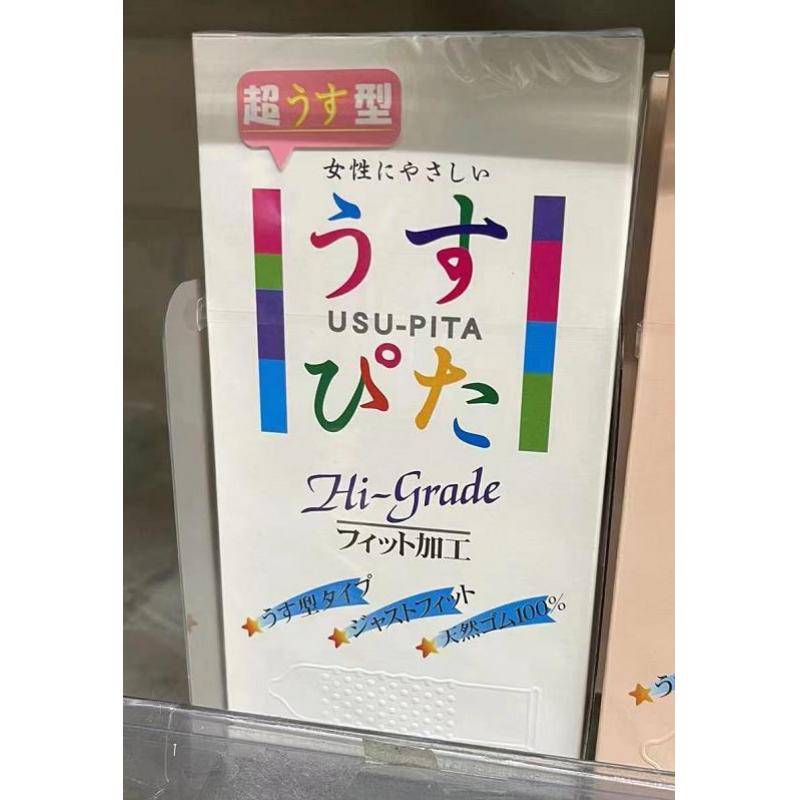 超うす型
女性にやさしい
うす
USU-PITA
ぴた
Hi-Grade
フィット加工
うす型タイプ
ジャストフィット
天然ゴム100%
う